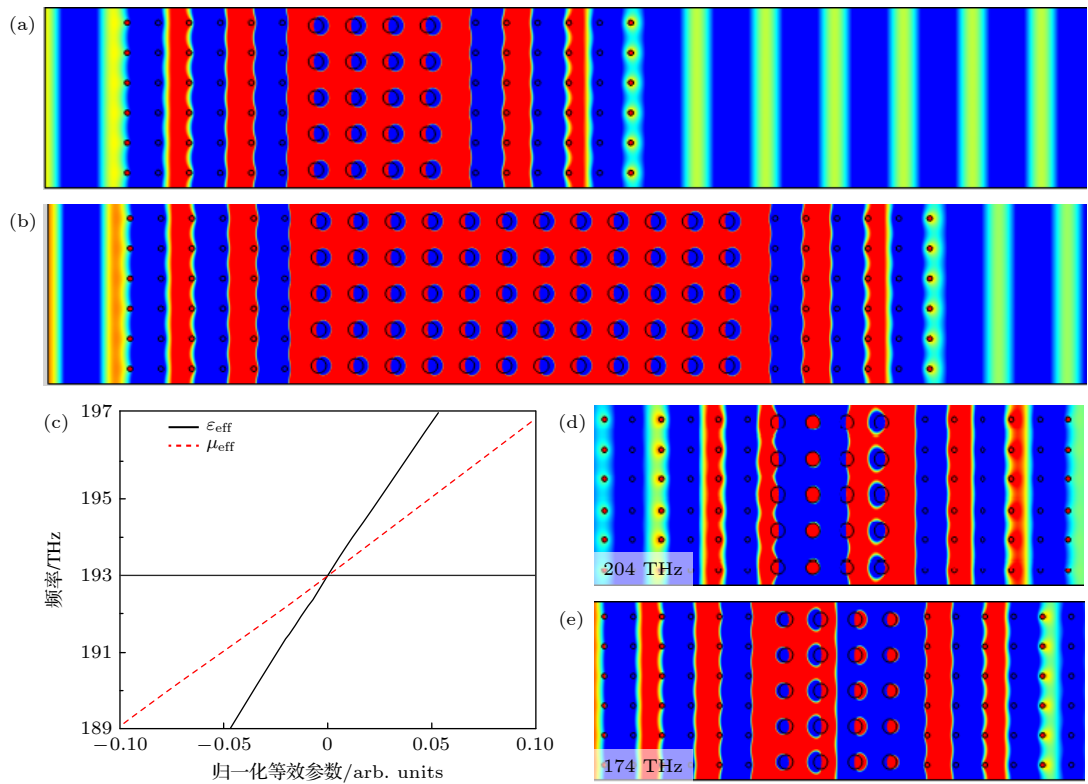 (a)
(b)
(c)
197
195
193
191
189
频率/THz
ε_eff
μ_eff
−0.10
−0.05
0
0.05
0.10
归一化等效参数/arb. units
(d)
204 THz
(e)
174 THz